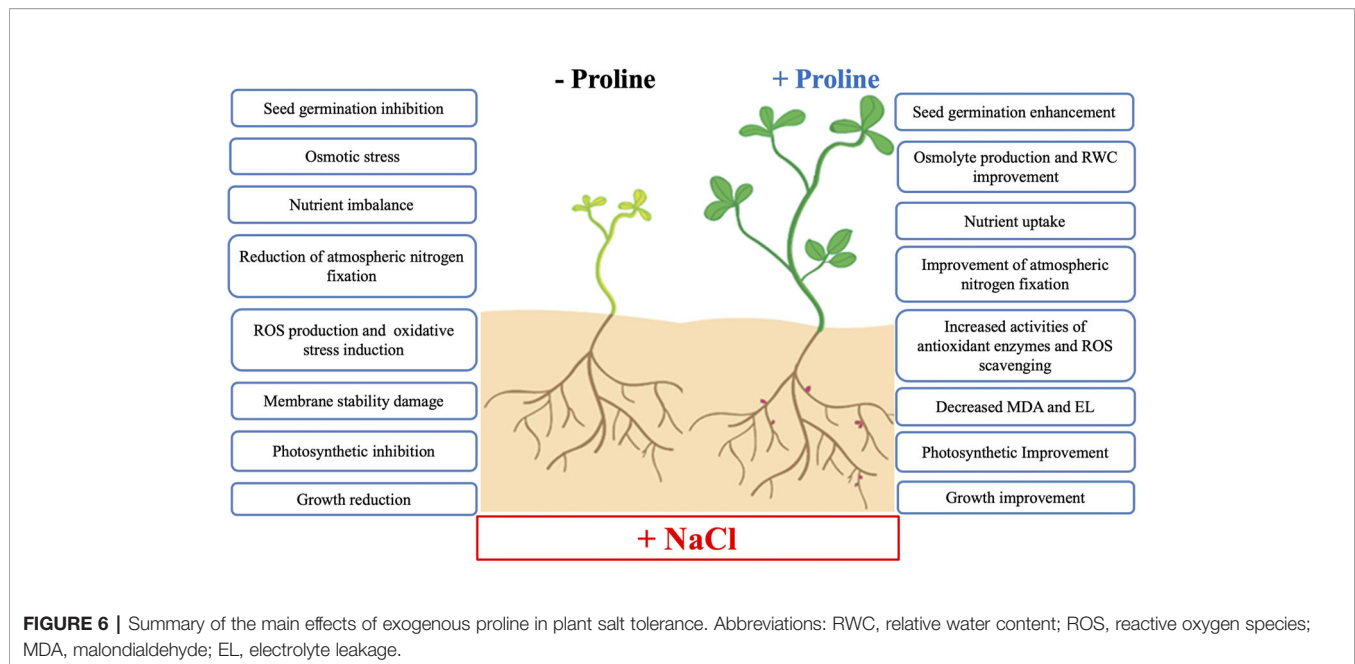 - Proline
+ Proline
Seed germination inhibition
Osmotic stress
Nutrient imbalance
Reduction of atmospheric nitrogen
fixation
ROS production and oxidative
stress induction
Membrane stability damage
Photosynthetic inhibition
Growth reduction
Seed germination enhancement
Osmolyte production and RWC
improvement
Nutrient uptake
Improvement of atmospheric
nitrogen fixation
Increased activities of
antioxidant enzymes and ROS
scavenging
Decreased MDA and EL
Photosynthetic Improvement
Growth improvement
+ NaCl
FIGURE 6 | Summary of the main effects of exogenous proline in plant salt tolerance. Abbreviations: RWC, relative water content; ROS, reactive oxygen species;
MDA, malondialdehyde; EL, electrolyte leakage.